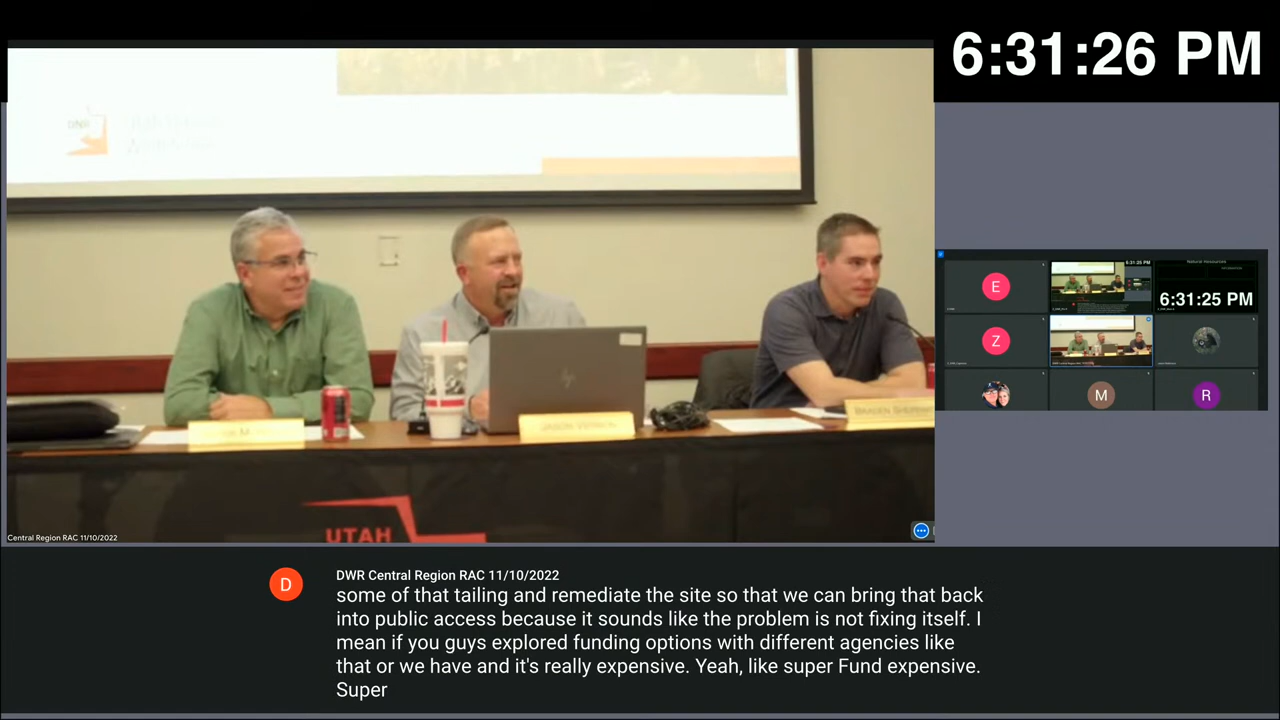 6:31:26 PM
DNR
E
6:31:25 PM
Z
M
R
UTAH
Central Region RAC 11/10/2022
D
DWR Central Region RAC 11/10/2022
some of that tailing and remediate the site so that we can bring that back
into public access because it sounds like the problem is not fixing itself. I
mean if you guys explored funding options with different agencies like
that or we have and it's really expensive. Yeah, like super Fund expensive.
Super